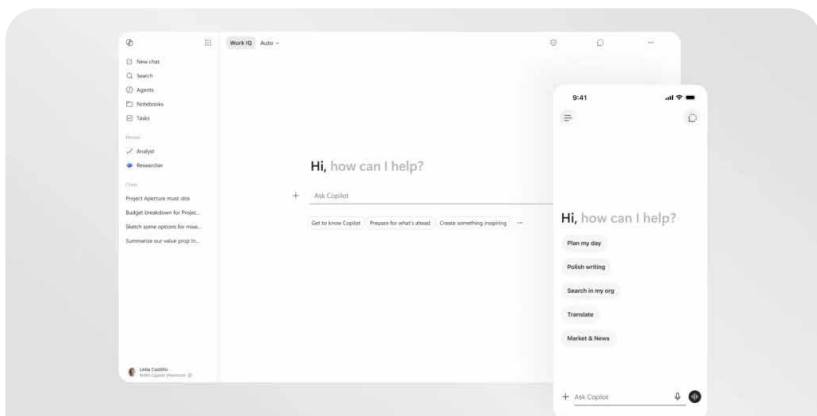 Work IQ Auto
New chat
Search
Agents
Notebooks
Tasks
Analyst
Researcher
Project Aperture must dos
Budget breakdown for Projec...
Sketch some options for mase...
Summarize our value prop in...
Hi, how can I help?
Ask Copilot
Get to know Copilot Prepare for what's ahead Create something inspiring
9:41
Hi, how can I help?
Plan my day
Polish writing
Search in my org
Translate
Market & News
Ask Copilot